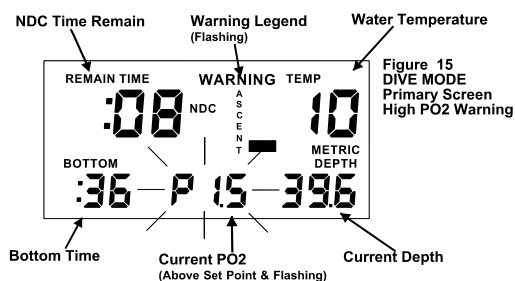 NDC Time Remain
Warning Legend
(Flashing)
Water Temperature
Figure 15
DIVE MODE
Primary Screen
High PO2 Warning
REMAIN TIME
WARNING
TEMP
:08
NDC
ASCENT
10
BOTTOM
METRIC
DEPTH
:36
P 1.5
39.6
Bottom Time
Current PO2
(Above Set Point & Flashing)
Current Depth